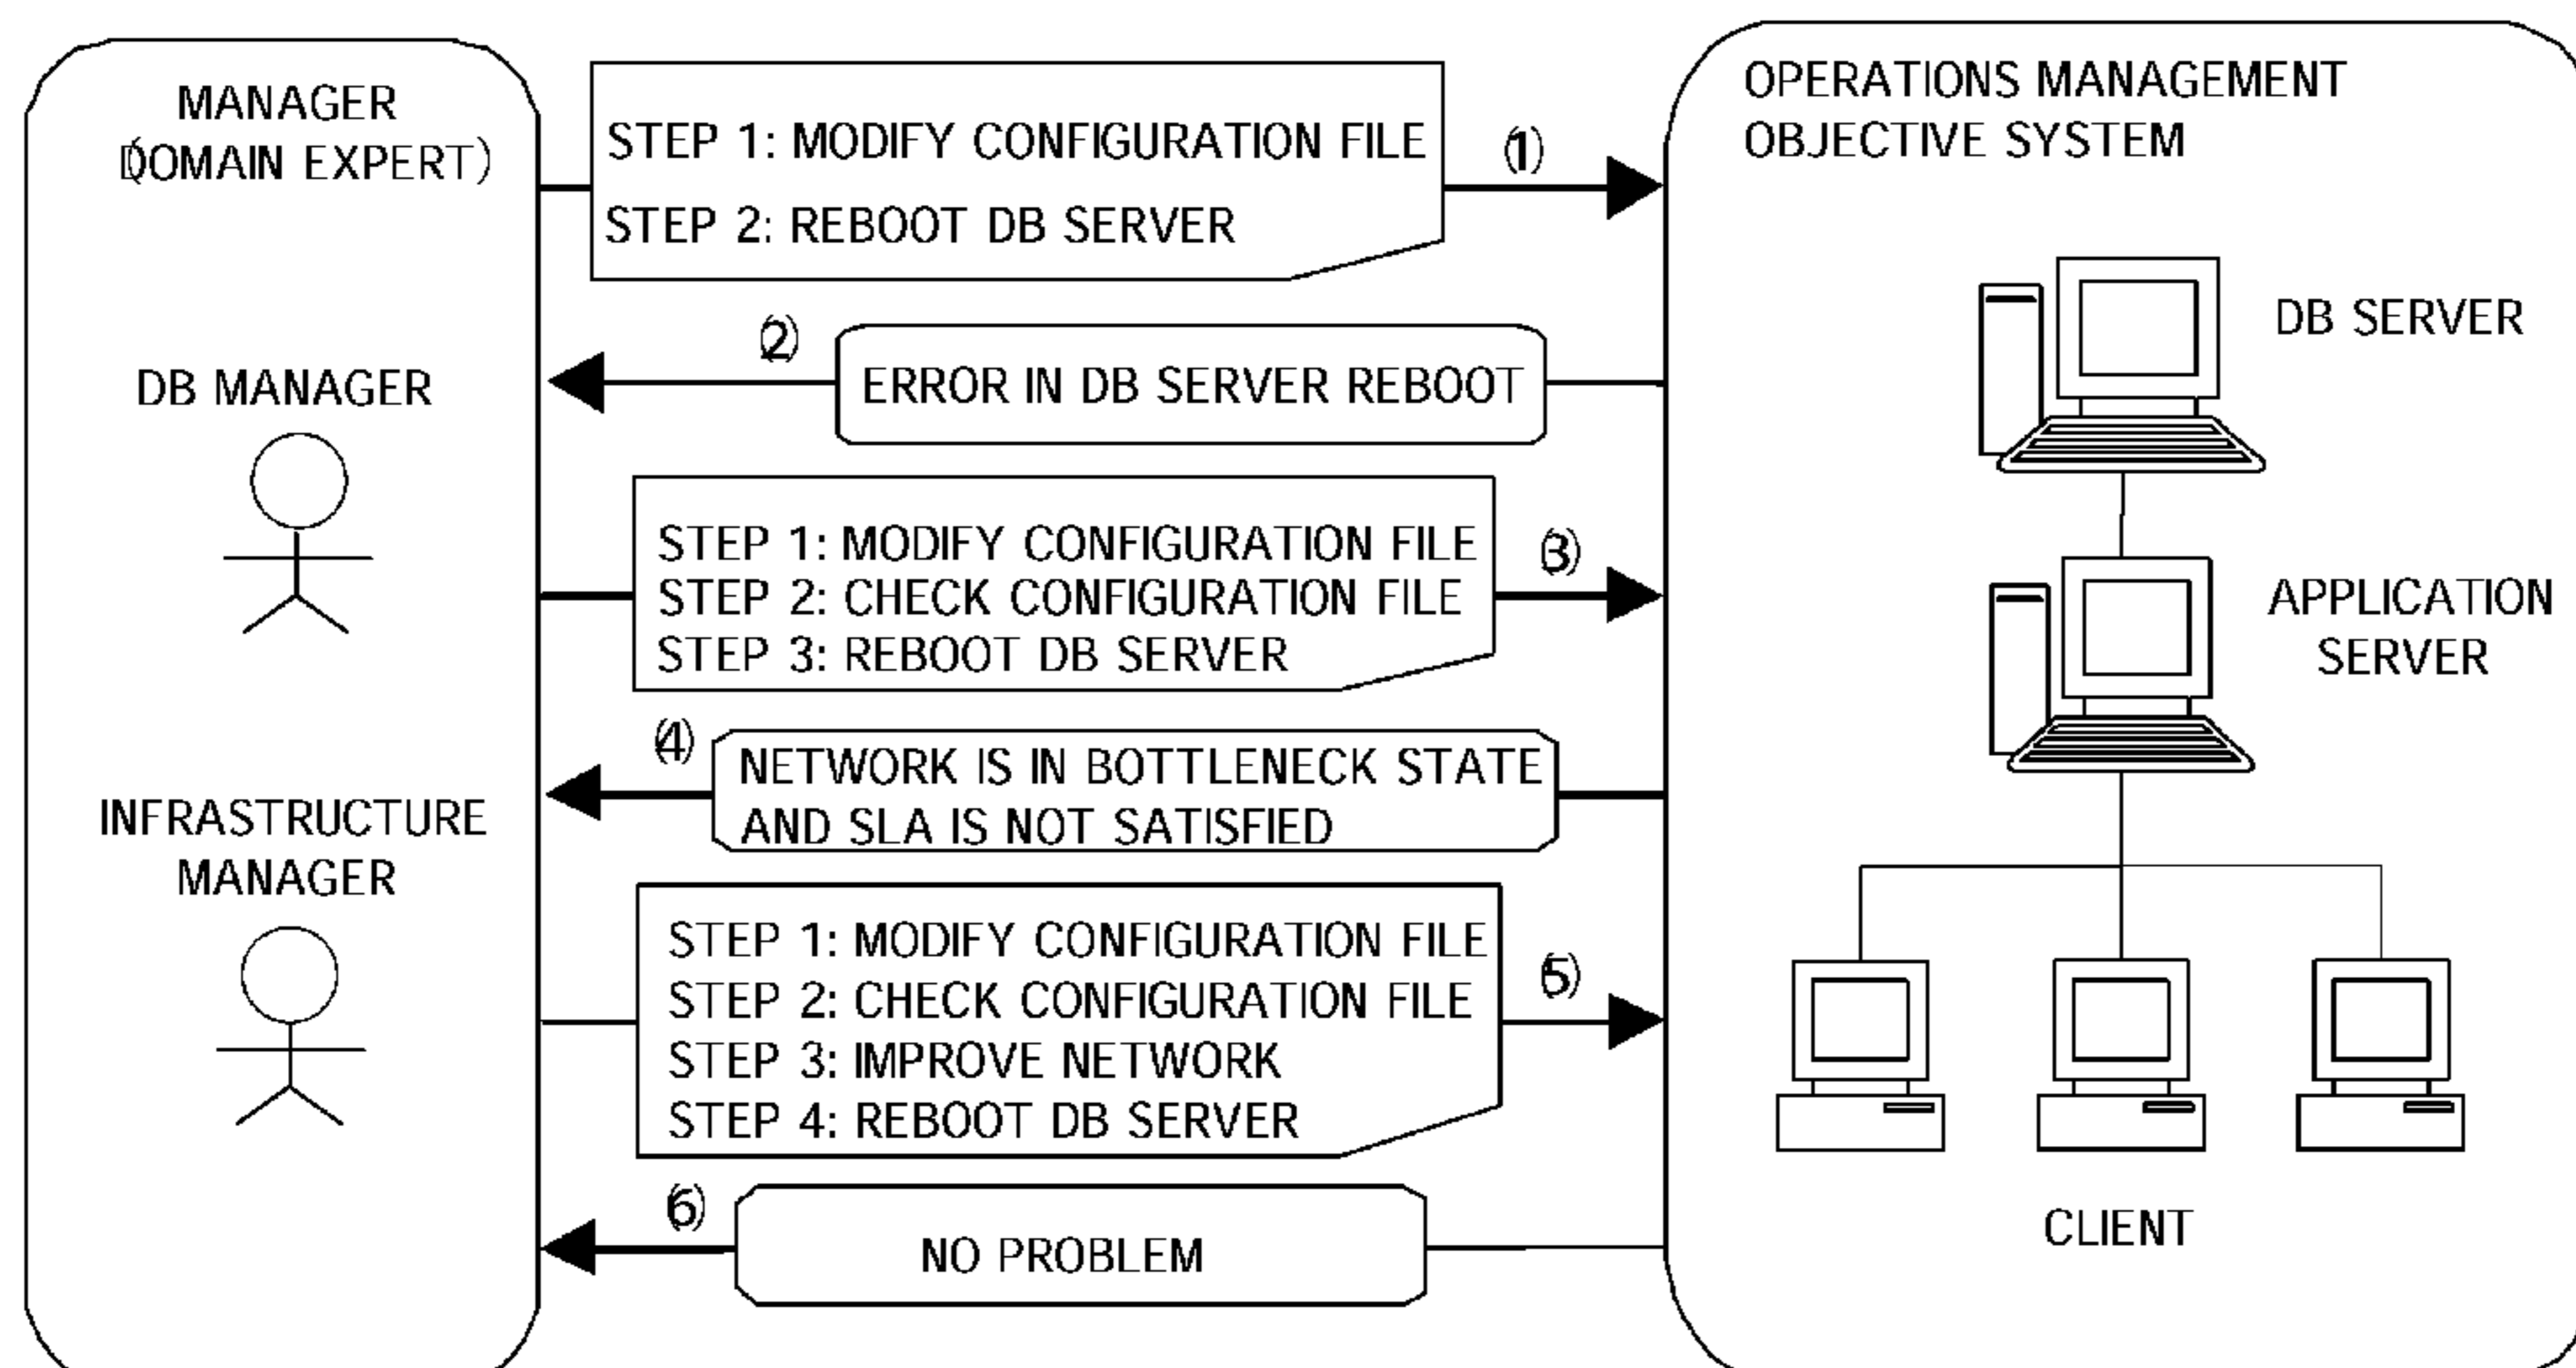 MANAGER
(DOMAIN EXPERT)
DB MANAGER
INFRASTRUCTURE
MANAGER
STEP 1: MODIFY CONFIGURATION FILE
STEP 2: REBOOT DB SERVER
(1)
(2)
ERROR IN DB SERVER REBOOT
STEP 1: MODIFY CONFIGURATION FILE
STEP 2: CHECK CONFIGURATION FILE
STEP 3: REBOOT DB SERVER
(3)
(4)
NETWORK IS IN BOTTLENECK STATE
AND SLA IS NOT SATISFIED
STEP 1: MODIFY CONFIGURATION FILE
STEP 2: CHECK CONFIGURATION FILE
STEP 3: IMPROVE NETWORK
STEP 4: REBOOT DB SERVER
(5)
(6)
NO PROBLEM
OPERATIONS MANAGEMENT
OBJECTIVE SYSTEM
DB SERVER
APPLICATION
SERVER
CLIENT